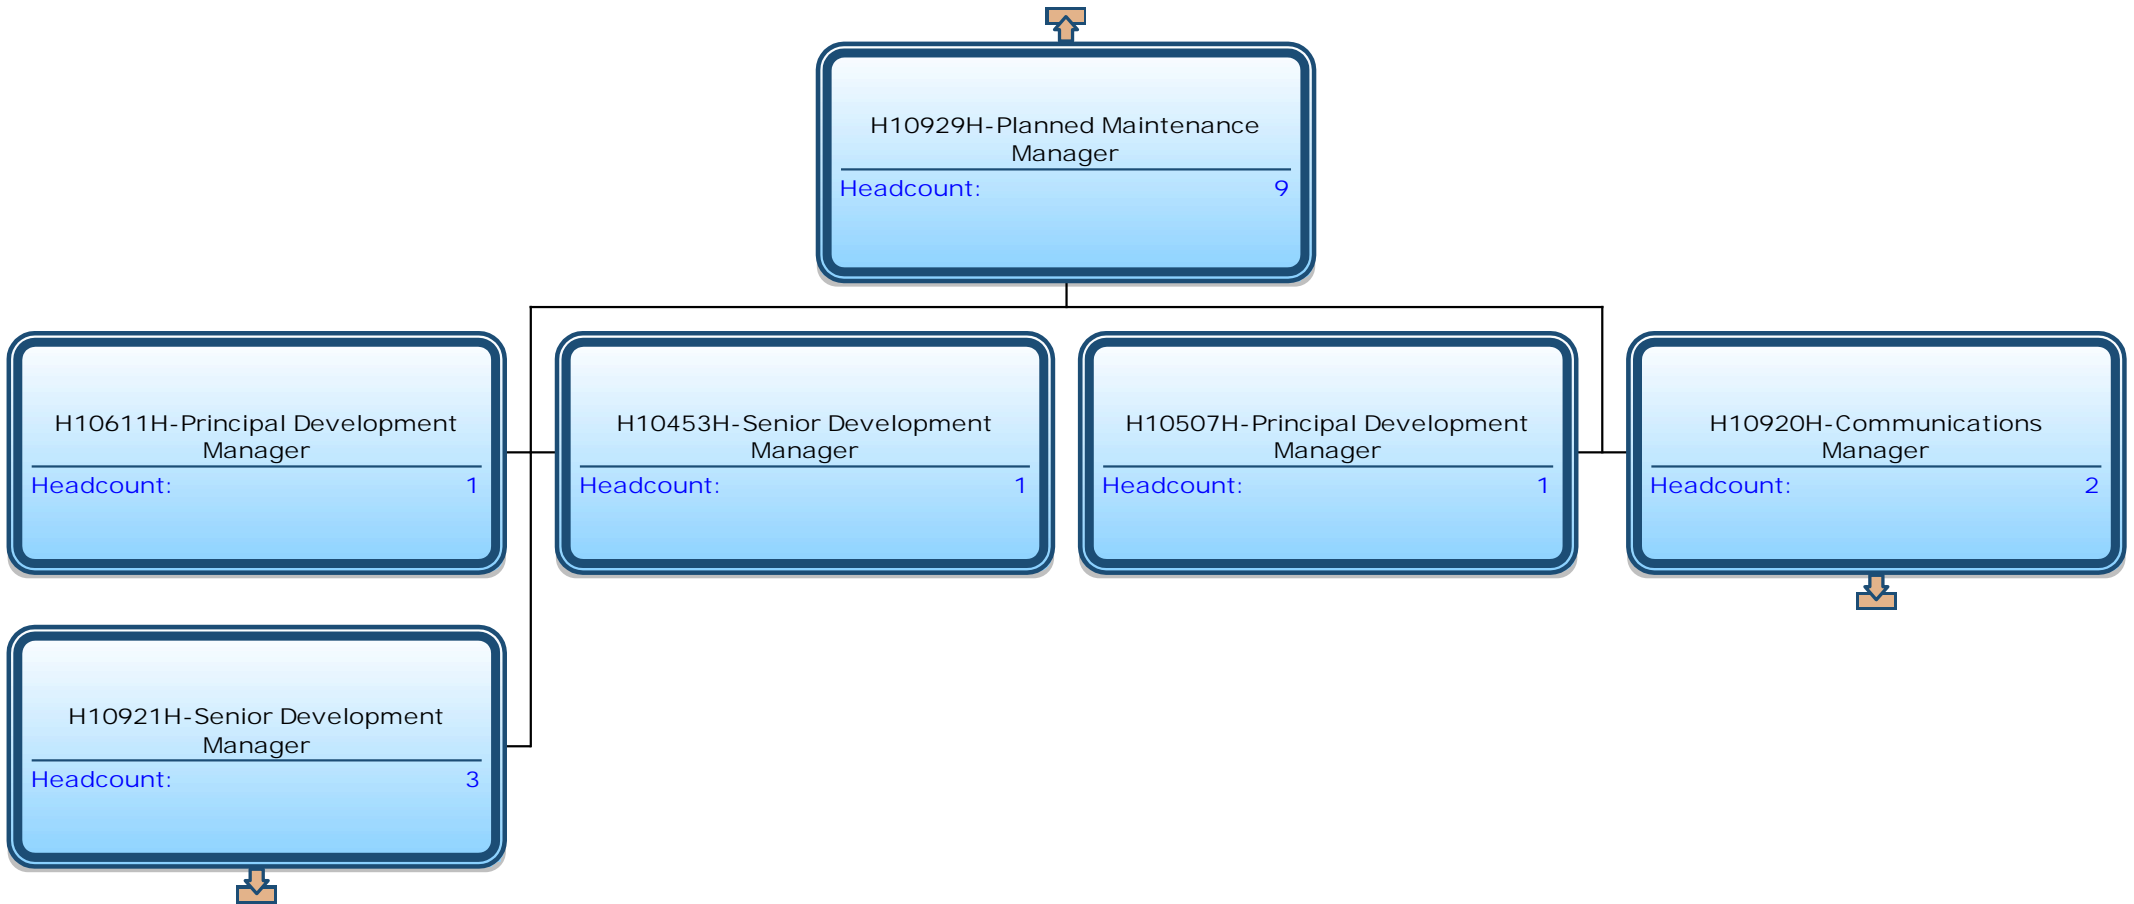 H10929H-Planned Maintenance
Manager
Headcount: 9
H10611H-Principal Development
Manager
Headcount: 1
H10453H-Senior Development
Manager
Headcount: 1
H10507H-Principal Development
Manager
Headcount: 1
H10920H-Communications
Manager
Headcount: 2
H10921H-Senior Development
Manager
Headcount: 3